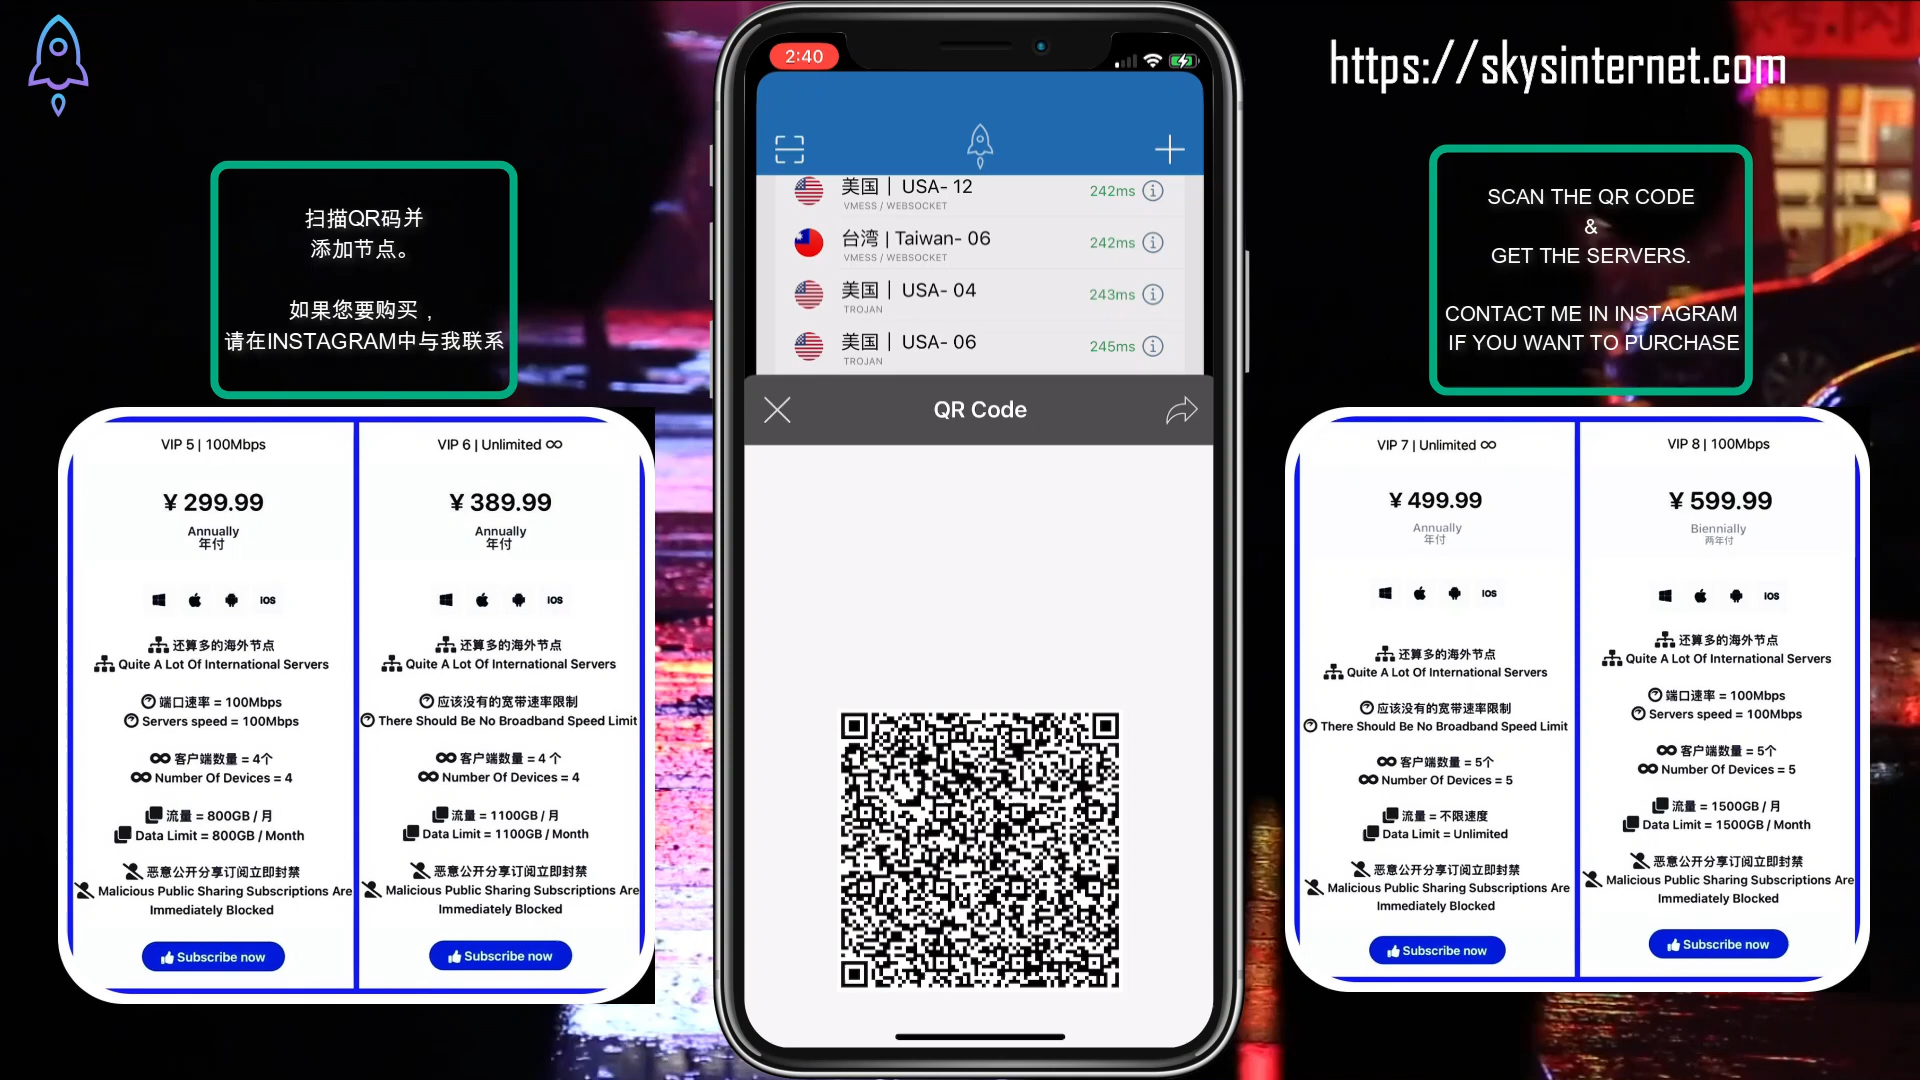 https://skysinternet.com
扫描QR码并
添加节点。
如果您要购买，
请在INSTAGRAM中与我联系
VIP 5 | 100Mbps
¥ 299.99
Annually
年付
IOS
还算多的海外节点
Quite A Lot Of International Servers
端口速率 = 100Mbps
Servers speed = 100Mbps
客户端数量 = 4个
Number Of Devices = 4
流量 = 800GB / 月
Data Limit = 800GB / Month
恶意公开分享订阅立即封禁
Malicious Public Sharing Subscriptions Are
Immediately Blocked
Subscribe now
VIP 6 | Unlimited ∞
¥ 389.99
Annually
年付
IOS
还算多的海外节点
Quite A Lot Of International Servers
应该没有的宽带速率限制
There Should Be No Broadband Speed Limit
客户端数量 = 4 个
Number Of Devices = 4
流量 = 1100GB / 月
Data Limit = 1100GB / Month
恶意公开分享订阅立即封禁
Malicious Public Sharing Subscriptions Are
Immediately Blocked
Subscribe now
2:40
美国 | USA- 12
242ms
VMESS / WEBSOCKET
台湾 | Taiwan- 06
242ms
VMESS / WEBSOCKET
美国 | USA- 04
243ms
TROJAN
美国 | USA- 06
245ms
TROJAN
QR Code
SCAN THE QR CODE
&
GET THE SERVERS.
CONTACT ME IN INSTAGRAM
IF YOU WANT TO PURCHASE
VIP 7 | Unlimited ∞
¥ 499.99
Annually
年付
IOS
还算多的海外节点
Quite A Lot Of International Servers
应该没有的宽带速率限制
There Should Be No Broadband Speed Limit
客户端数量 = 5个
Number Of Devices = 5
流量 = 不限速度
Data Limit = Unlimited
恶意公开分享订阅立即封禁
Malicious Public Sharing Subscriptions Are
Immediately Blocked
Subscribe now
VIP 8 | 100Mbps
¥ 599.99
Biennially
两年付
IOS
还算多的海外节点
Quite A Lot Of International Servers
端口速率 = 100Mbps
Servers speed = 100Mbps
客户端数量 = 5个
Number Of Devices = 5
流量 = 1500GB / 月
Data Limit = 1500GB / Month
恶意公开分享订阅立即封禁
Malicious Public Sharing Subscriptions Are
Immediately Blocked
Subscribe now